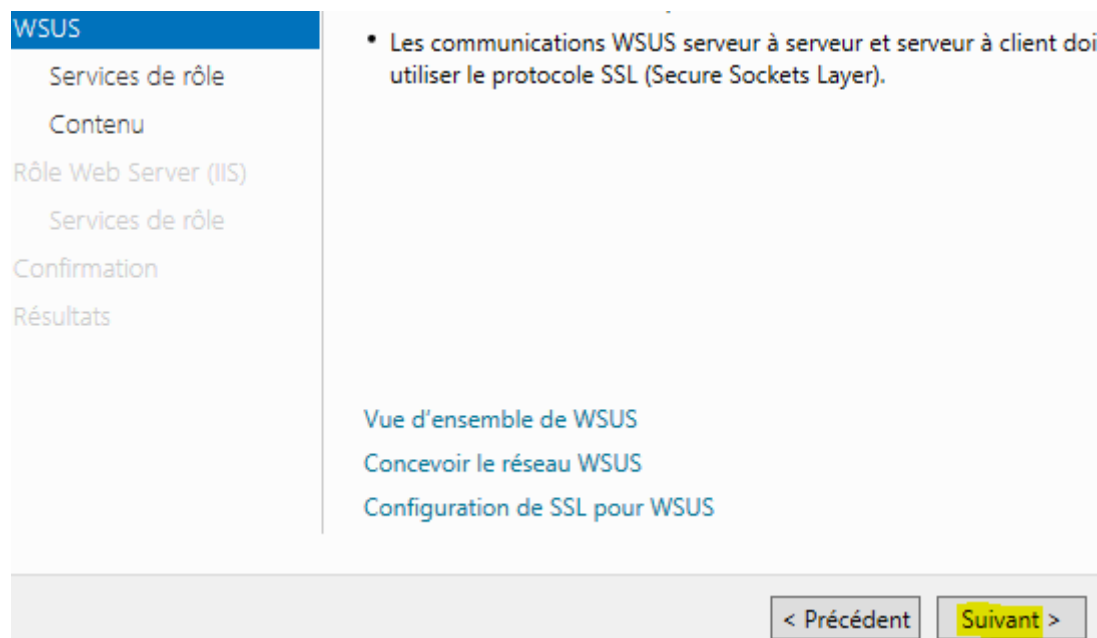 WSUS
Services de rôle
Contenu
Rôle Web Server (IIS)
Services de rôle
Confirmation
Résultats
• Les communications WSUS serveur à serveur et serveur à client doi
utiliser le protocole SSL (Secure Sockets Layer).
Vue d'ensemble de WSUS
Concevoir le réseau WSUS
Configuration de SSL pour WSUS
< Précédent
Suivant >